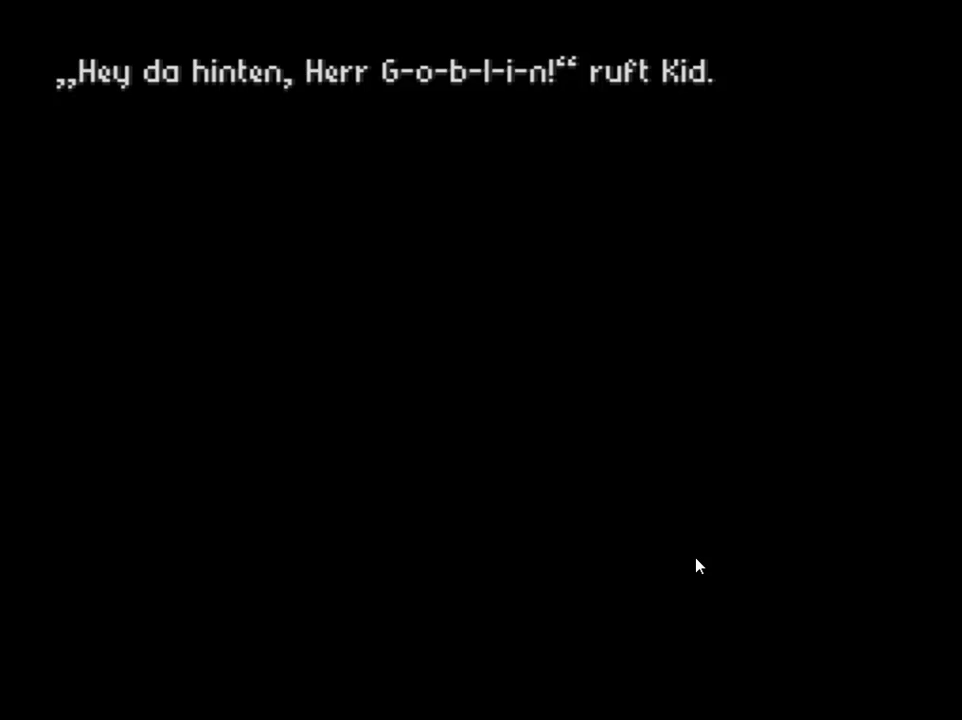 „Hey da hinten, Herr G-o-b-l-i-n!“ ruft Kid.